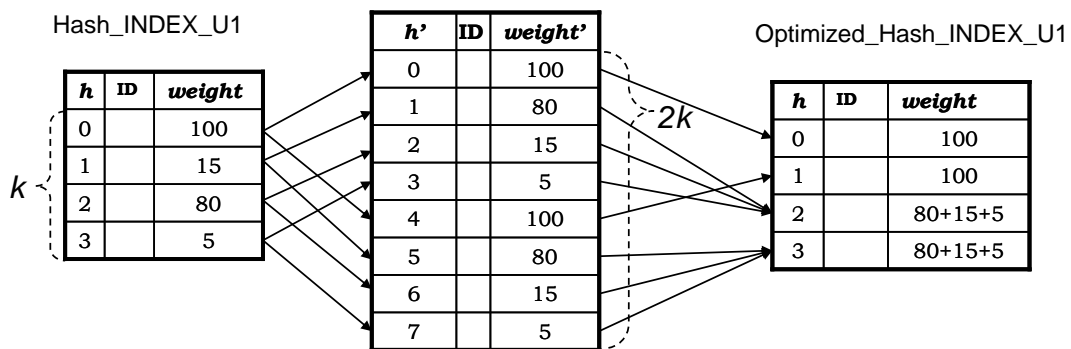 Hash_INDEX_U1
h ID weight
0 100
1 15
2 80
3 5
k
h’ ID weight’
0 100
1 80
2 15
3 5
4 100
5 80
6 15
7 5
2k
Optimized_Hash_INDEX_U1
h ID weight
0 100
1 100
2 80+15+5
3 80+15+5